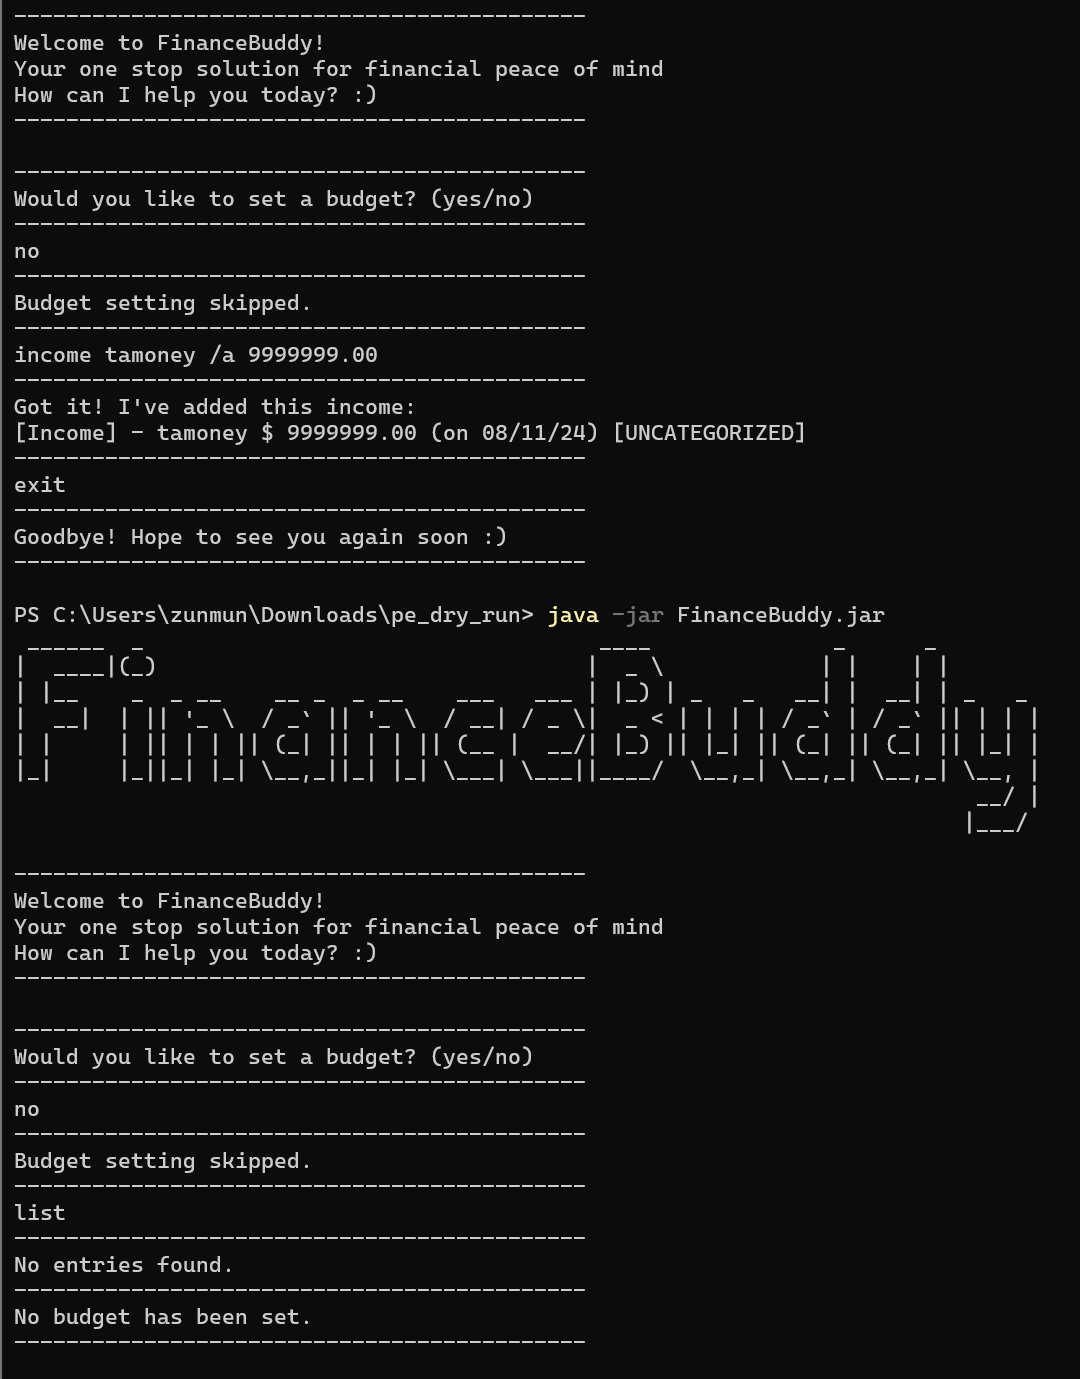 --------------------------------------------
Welcome to FinanceBuddy!
Your one stop solution for financial peace of mind
How can I help you today? :)
--------------------------------------------
--------------------------------------------
Would you like to set a budget? (yes/no)
--------------------------------------------
no
--------------------------------------------
Budget setting skipped.
--------------------------------------------
income tamoney /a 9999999.00
--------------------------------------------
Got it! I've added this income:
[Income] - tamoney $ 9999999.00 (on 08/11/24) [UNCATEGORIZED]
--------------------------------------------
exit
--------------------------------------------
Goodbye! Hope to see you again soon :)
--------------------------------------------
PS C:\Users\zunmun\Downloads\pe_dry_run> java -jar FinanceBuddy.jar
FinanceBuddy
--------------------------------------------
Welcome to FinanceBuddy!
Your one stop solution for financial peace of mind
How can I help you today? :)
--------------------------------------------
--------------------------------------------
Would you like to set a budget? (yes/no)
--------------------------------------------
no
--------------------------------------------
Budget setting skipped.
--------------------------------------------
list
--------------------------------------------
No entries found.
--------------------------------------------
No budget has been set.
--------------------------------------------